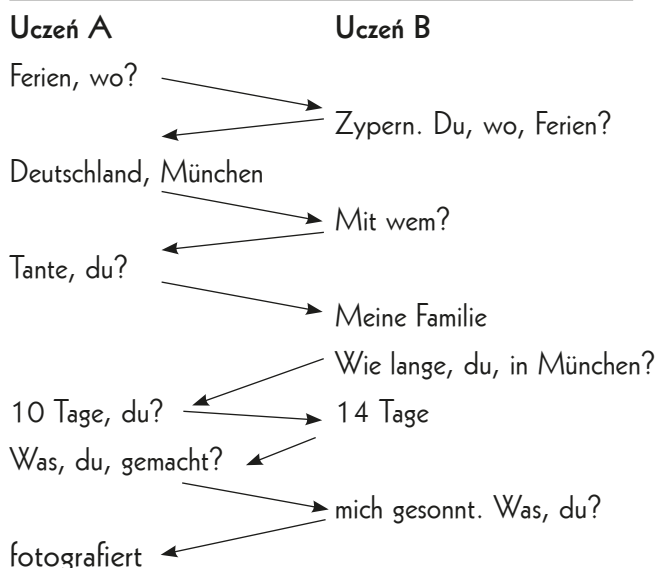 Uczeń A
Uczeń B
Ferien, wo?
Zypern. Du, wo, Ferien?
Deutschland, München
Mit wem?
Tante, du?
Meine Familie
Wie lange, du, in München?
10 Tage, du?
14 Tage
Was, du, gemacht?
mich gesonnt. Was, du?
fotografiert